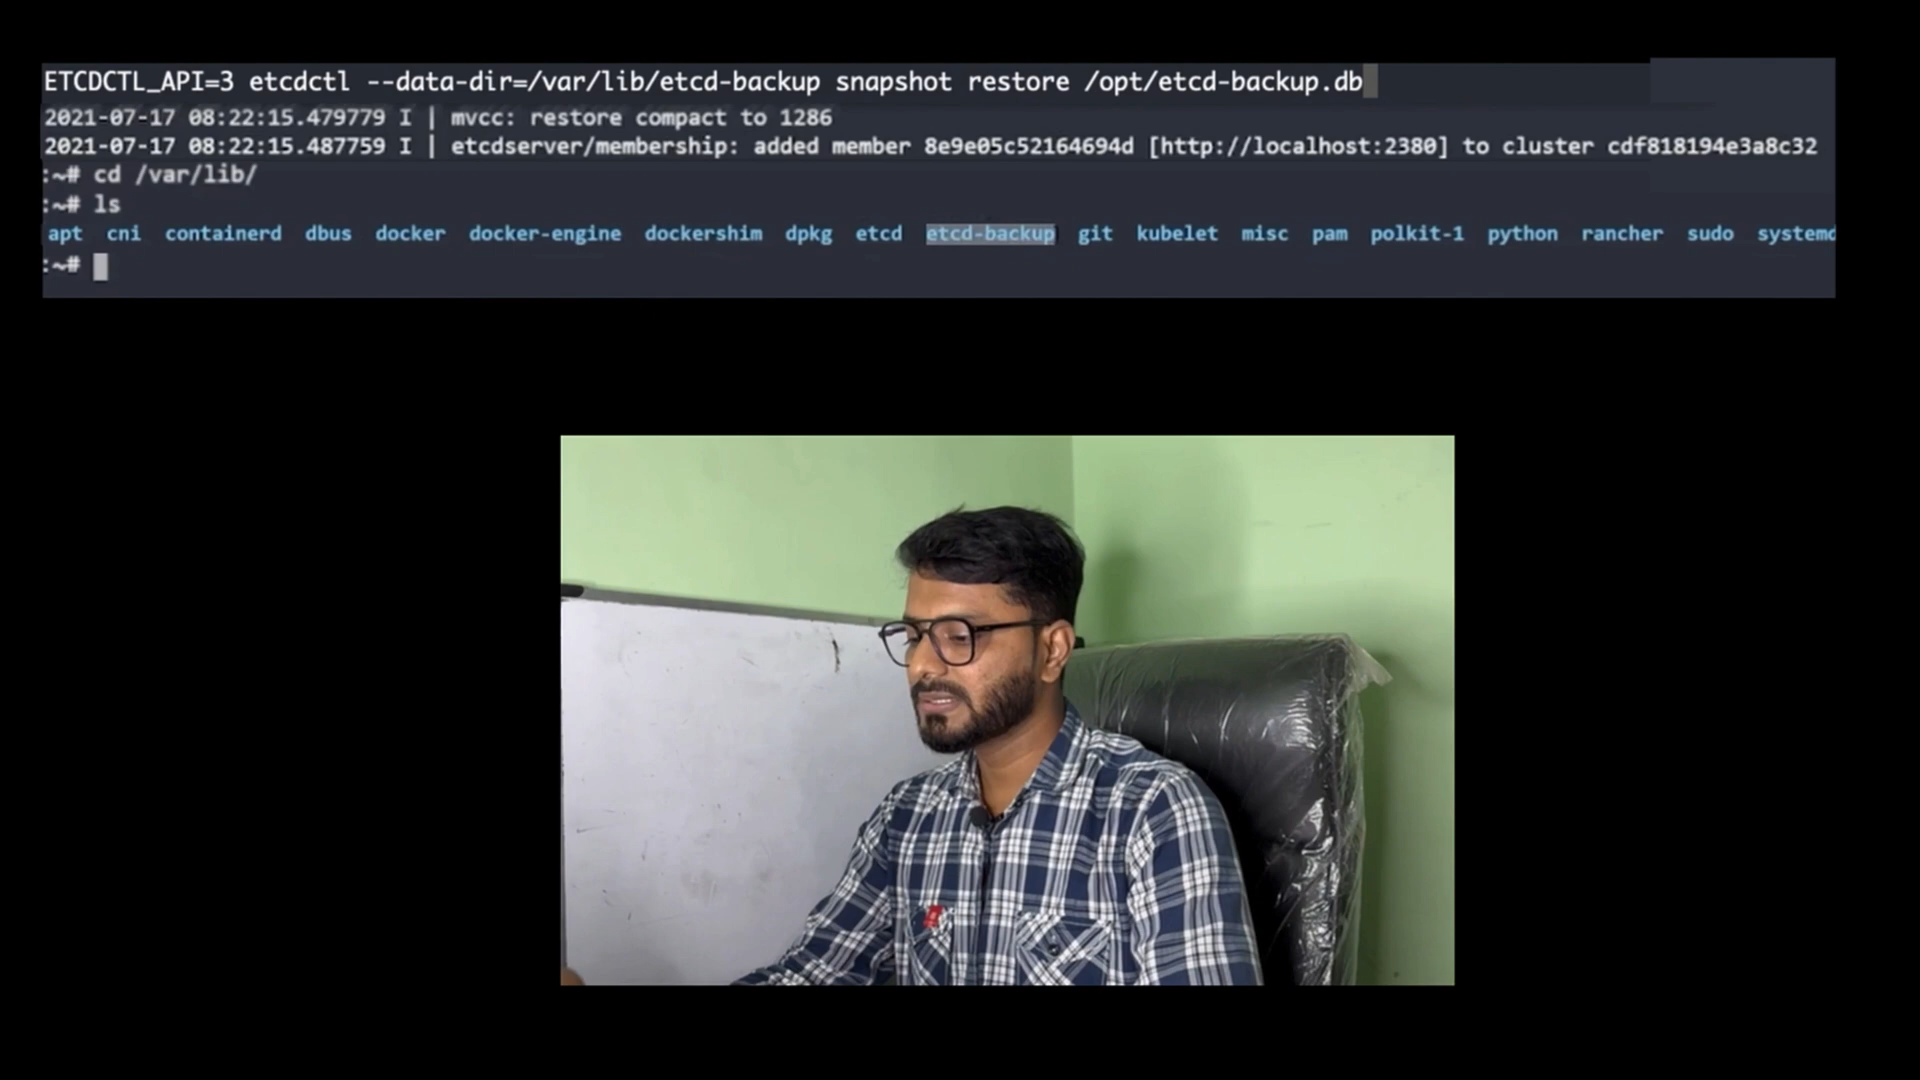 ETCDCTL_API=3 etcdctl --data-dir=/var/lib/etcd-backup snapshot restore /opt/etcd-backup.db
2021-07-17 08:22:15.479779 I | mvcc: restore compact to 1286
2021-07-17 08:22:15.487759 I | etcdserver/membership: added member 8e9e05c52164694d [http://localhost:2380] to cluster cdf818194e3a8c32
:~# cd /var/lib/
:~# ls
apt cni containerd dbus docker docker-engine dockershim dpkg etcd etcd-backup git kubelet misc pam polkit-1 python rancher sudo systemd
:~#